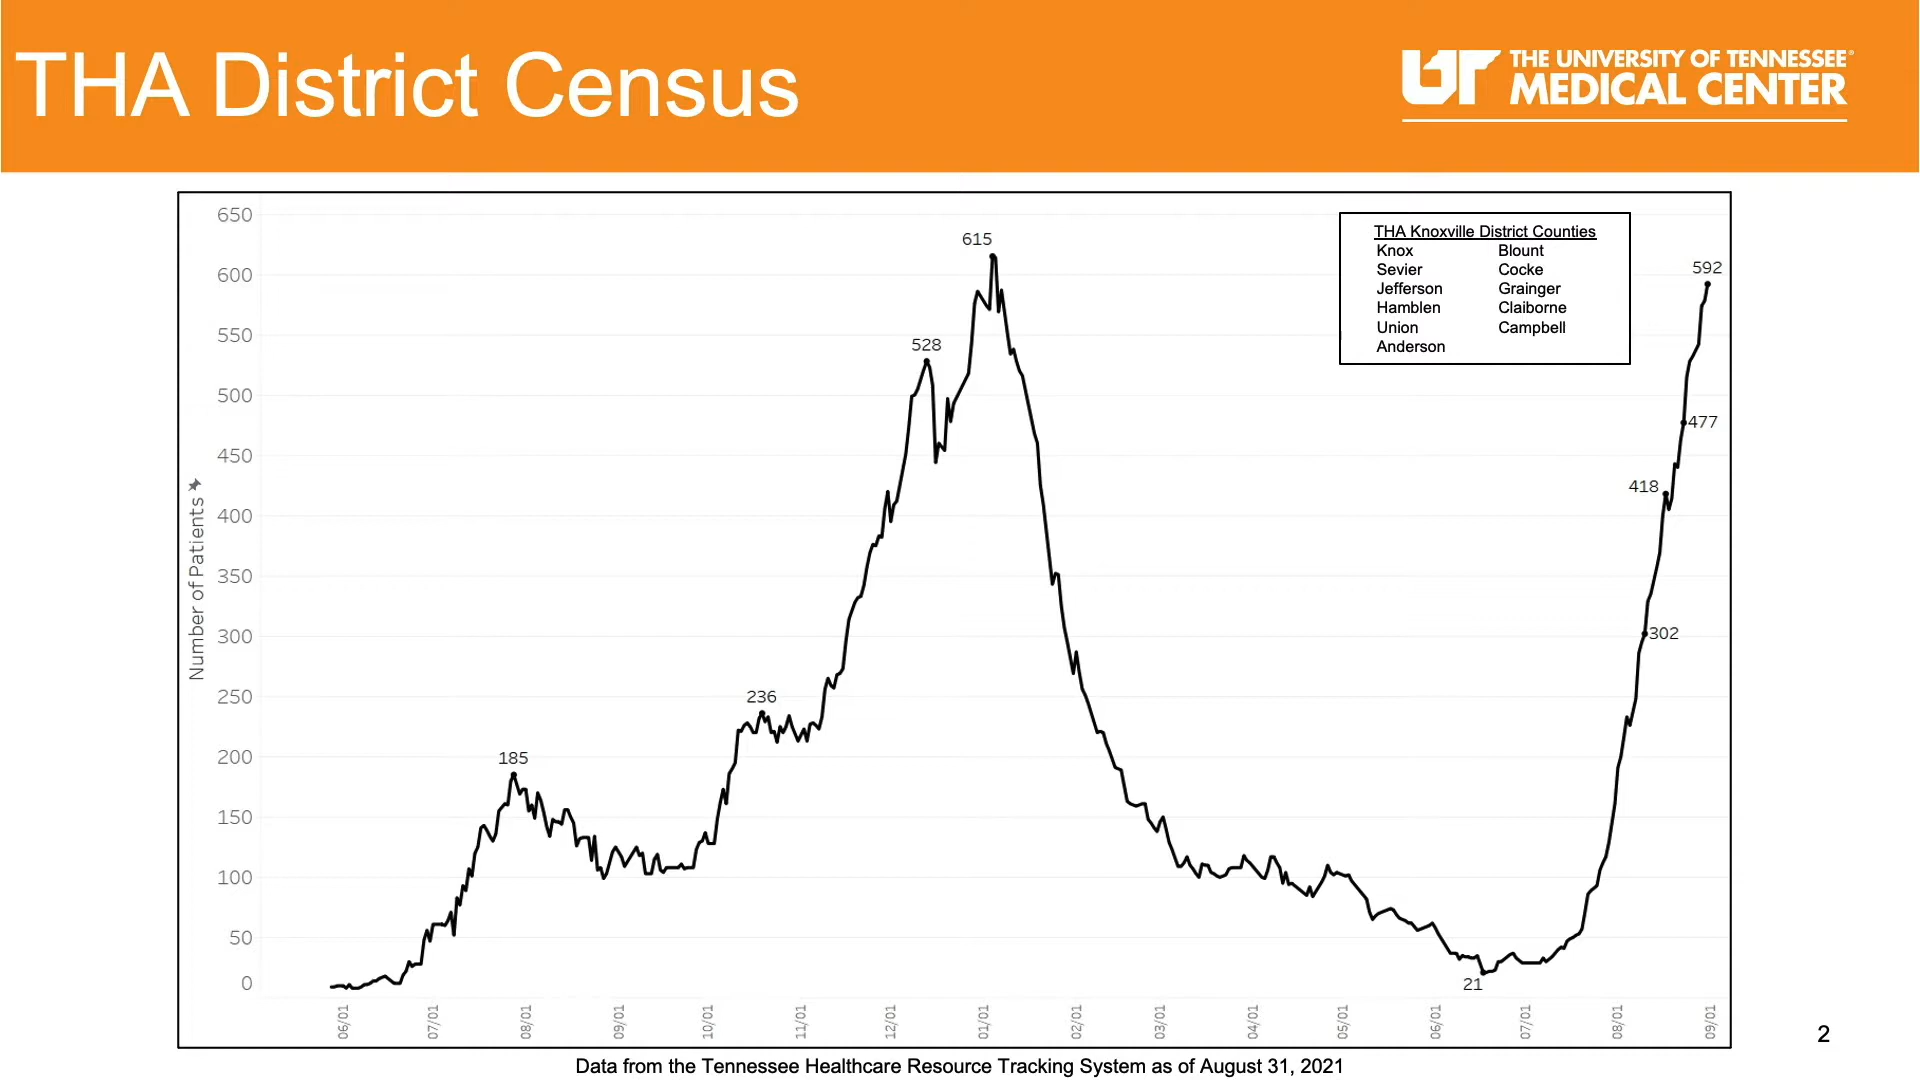 THA District Census
UT THE UNIVERSITY OF TENNESSEE
MEDICAL CENTER
650
600
550
500
450
400
350
300
250
200
150
100
50
0
Number of Patients
185
236
528
615
21
302
418
477
592
THA Knoxville District Counties
Knox Blount
Sevier Cocke
Jefferson Grainger
Hamblen Claiborne
Union Campbell
Anderson
06/01 07/01 08/01 09/01 10/01 11/01 12/01 01/01 02/01 03/01 04/01 05/01 06/01 07/01 08/01 09/01
Data from the Tennessee Healthcare Resource Tracking System as of August 31, 2021
2